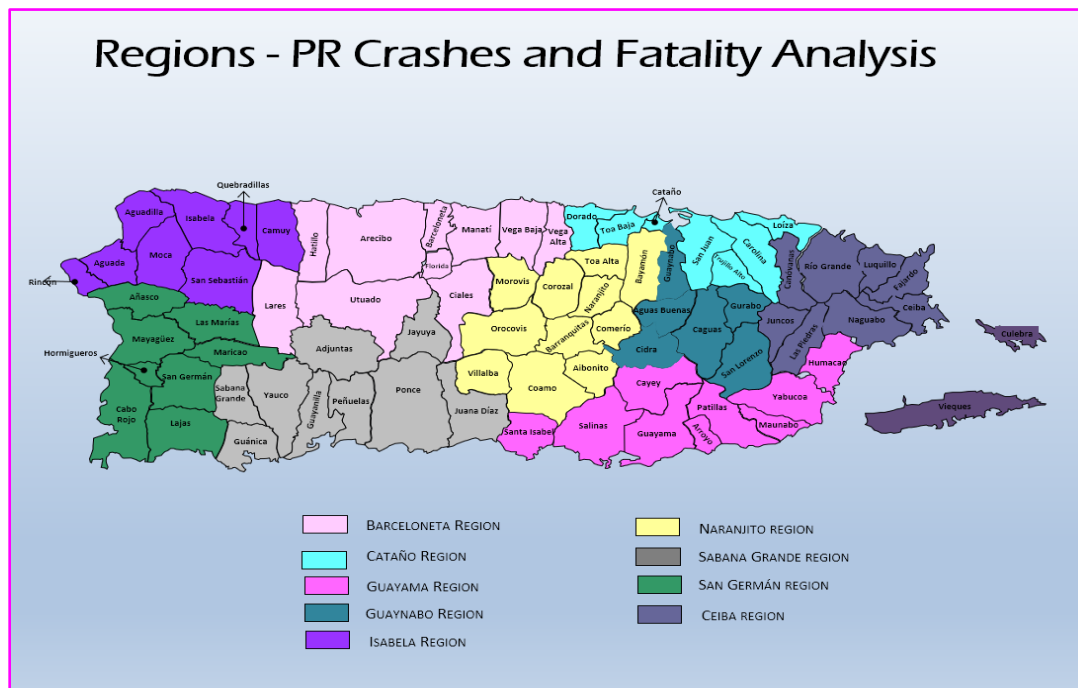 Regions - PR Crashes and Fatality Analysis
Quebradillas
Cataño
Aguadilla
Isabela
Camuy
Hatillo
Arecibo
Barceloneta
Manatí
Vega Baja
Vega Alta
Dorado
Toa Baja
Loíza
San Juan
Carolina
Trujillo Alto
Canóvanas
Río Grande
Luquillo
Fajardo
Ceiba
Aguada
Moca
San Sebastián
Rincón
Florida
Toa Alta
Bayamón
Guaynabo
Añasco
Lares
Utuado
Ciales
Morovis
Corozal
Naranjito
Aguas Buenas
Gurabo
Juncos
Las Piedras
Naguabo
Culebra
Las Marías
Mayagüez
Maricao
Hormigueros
San Germán
Adjuntas
Jayuya
Orocovis
Barranquitas
Comerío
Cidra
Caguas
San Lorenzo
Humacao
Sabana Grande
Yauco
Guayanilla
Peñuelas
Ponce
Villalba
Coamo
Aibonito
Cayey
Yabucoa
Vieques
Cabo Rojo
Lajas
Guánica
Juana Díaz
Santa Isabel
Salinas
Guayama
Arroyo
Patillas
Maunabo
Barceloneta Region
Cataño Region
Guayama Region
Guaynabo Region
Isabela Region
Naranjito region
Sabana Grande region
San Germán region
Ceiba region